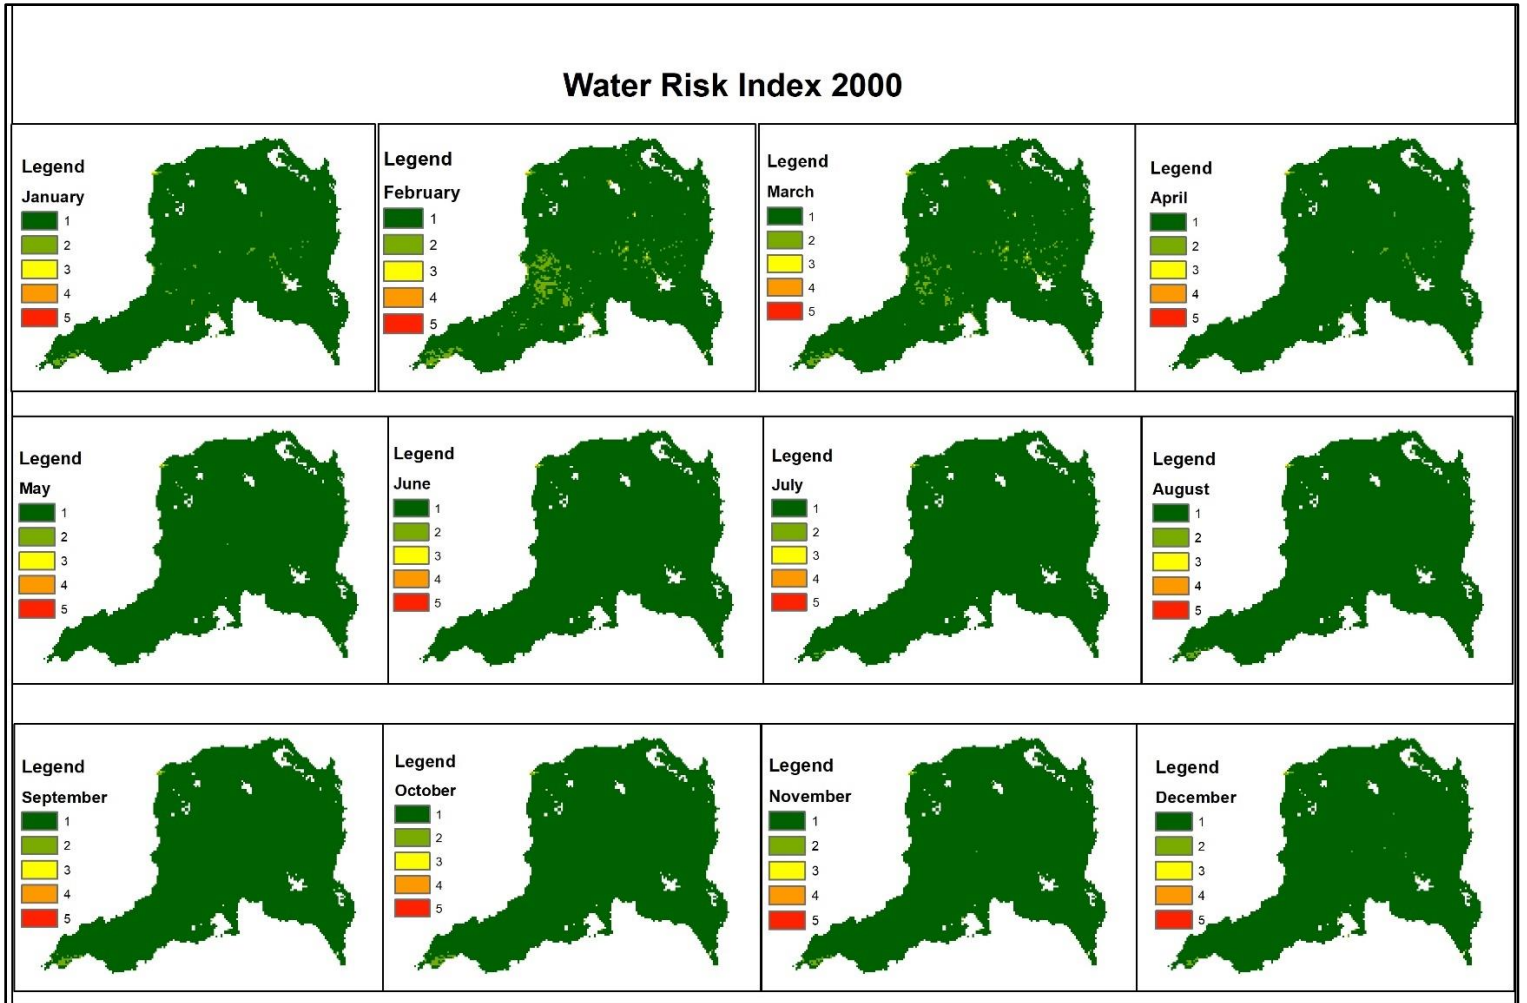 Water Risk Index 2000
Legend
January
1
2
3
4
5
Legend
February
1
2
3
4
5
Legend
March
1
2
3
4
5
Legend
April
1
2
3
4
5
Legend
May
1
2
3
4
5
Legend
June
1
2
3
4
5
Legend
July
1
2
3
4
5
Legend
August
1
2
3
4
5
Legend
September
1
2
3
4
5
Legend
October
1
2
3
4
5
Legend
November
1
2
3
4
5
Legend
December
1
2
3
4
5